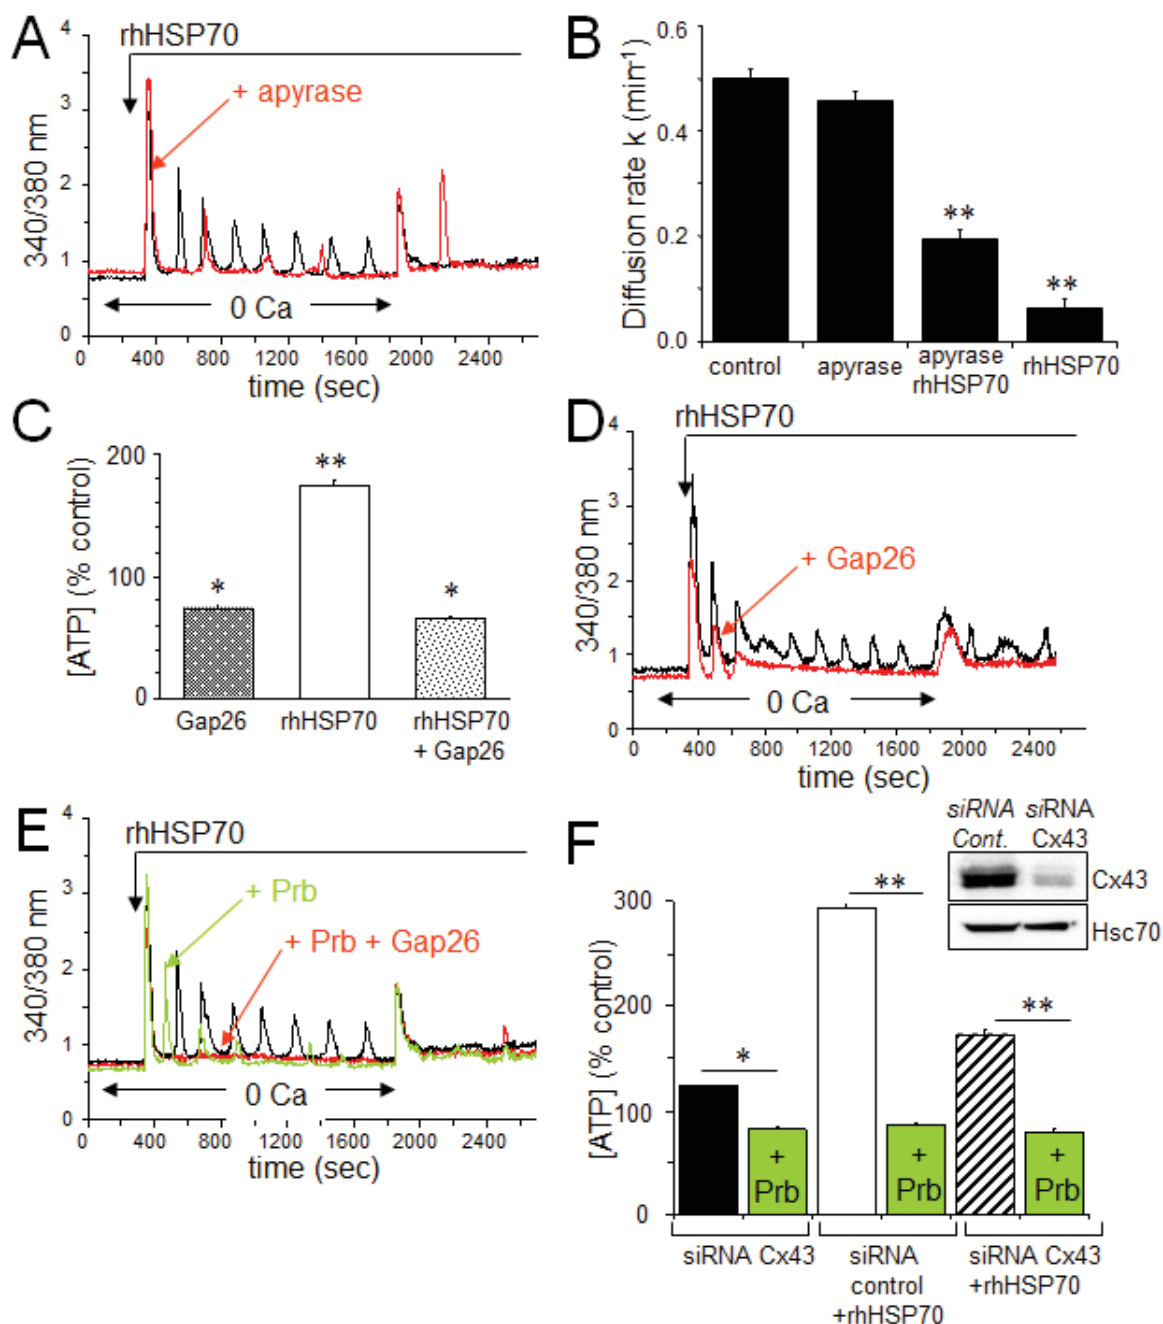 A
rhHSP70
+ apyrase
340/380 nm
4
3
2
1
0
0 Ca
0 400 800 1200 1600 2000 2400
time (sec)
B
Diffusion rate k (min-1)
0.6
0.4
0.2
0.0
**
**
control
apyrase
apyrase
rhHSP70
rhHSP70
C
[ATP] (% control)
200
100
0
*
**
*
Gap26
rhHSP70
rhHSP70
+ Gap26
D
rhHSP70
+ Gap26
340/380 nm
4
3
2
1
0
0 Ca
0 400 800 1200 1600 2000 2400
time (sec)
E
rhHSP70
+ Prb
+ Prb + Gap26
340/380 nm
4
3
2
1
0
0 Ca
0 400 800 1200 1600 2000 2400
time (sec)
F
siRNA siRNA
Cont. Cx43
Cx43
Hsc70
[ATP] (% control)
300
200
100
0
*
**
**
+
Prb
+
Prb
+
Prb
siRNA Cx43
siRNA
control
+rhHSP70
siRNA Cx43
+rhHSP70